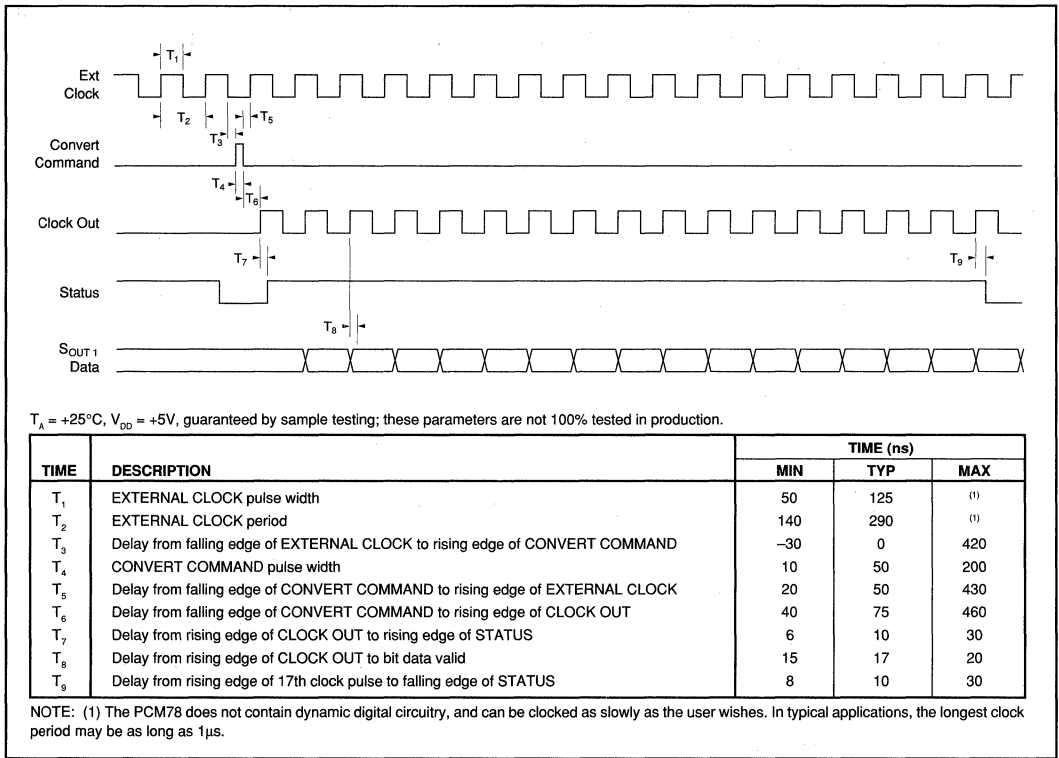 T1
Ext
Clock
T2
T5
T3
Convert
Command
T4
T6
Clock Out
T7
T9
Status
T8
SOUT 1
Data
TA = +25°C, VDD = +5V, guaranteed by sample testing; these parameters are not 100% tested in production.
TIME (ns)
TIME DESCRIPTION MIN TYP MAX
T1 EXTERNAL CLOCK pulse width 50 125 (1)
T2 EXTERNAL CLOCK period 140 290 (1)
T3 Delay from falling edge of EXTERNAL CLOCK to rising edge of CONVERT COMMAND –30 0 420
T4 CONVERT COMMAND pulse width 10 50 200
T5 Delay from falling edge of CONVERT COMMAND to rising edge of EXTERNAL CLOCK 20 50 430
T6 Delay from falling edge of CONVERT COMMAND to rising edge of CLOCK OUT 40 75 460
T7 Delay from rising edge of CLOCK OUT to rising edge of STATUS 6 10 30
T8 Delay from rising edge of CLOCK OUT to bit data valid 15 17 20
T9 Delay from rising edge of 17th clock pulse to falling edge of STATUS 8 10 30
NOTE: (1) The PCM78 does not contain dynamic digital circuitry, and can be clocked as slowly as the user wishes. In typical applications, the longest clock
period may be as long as 1µs.